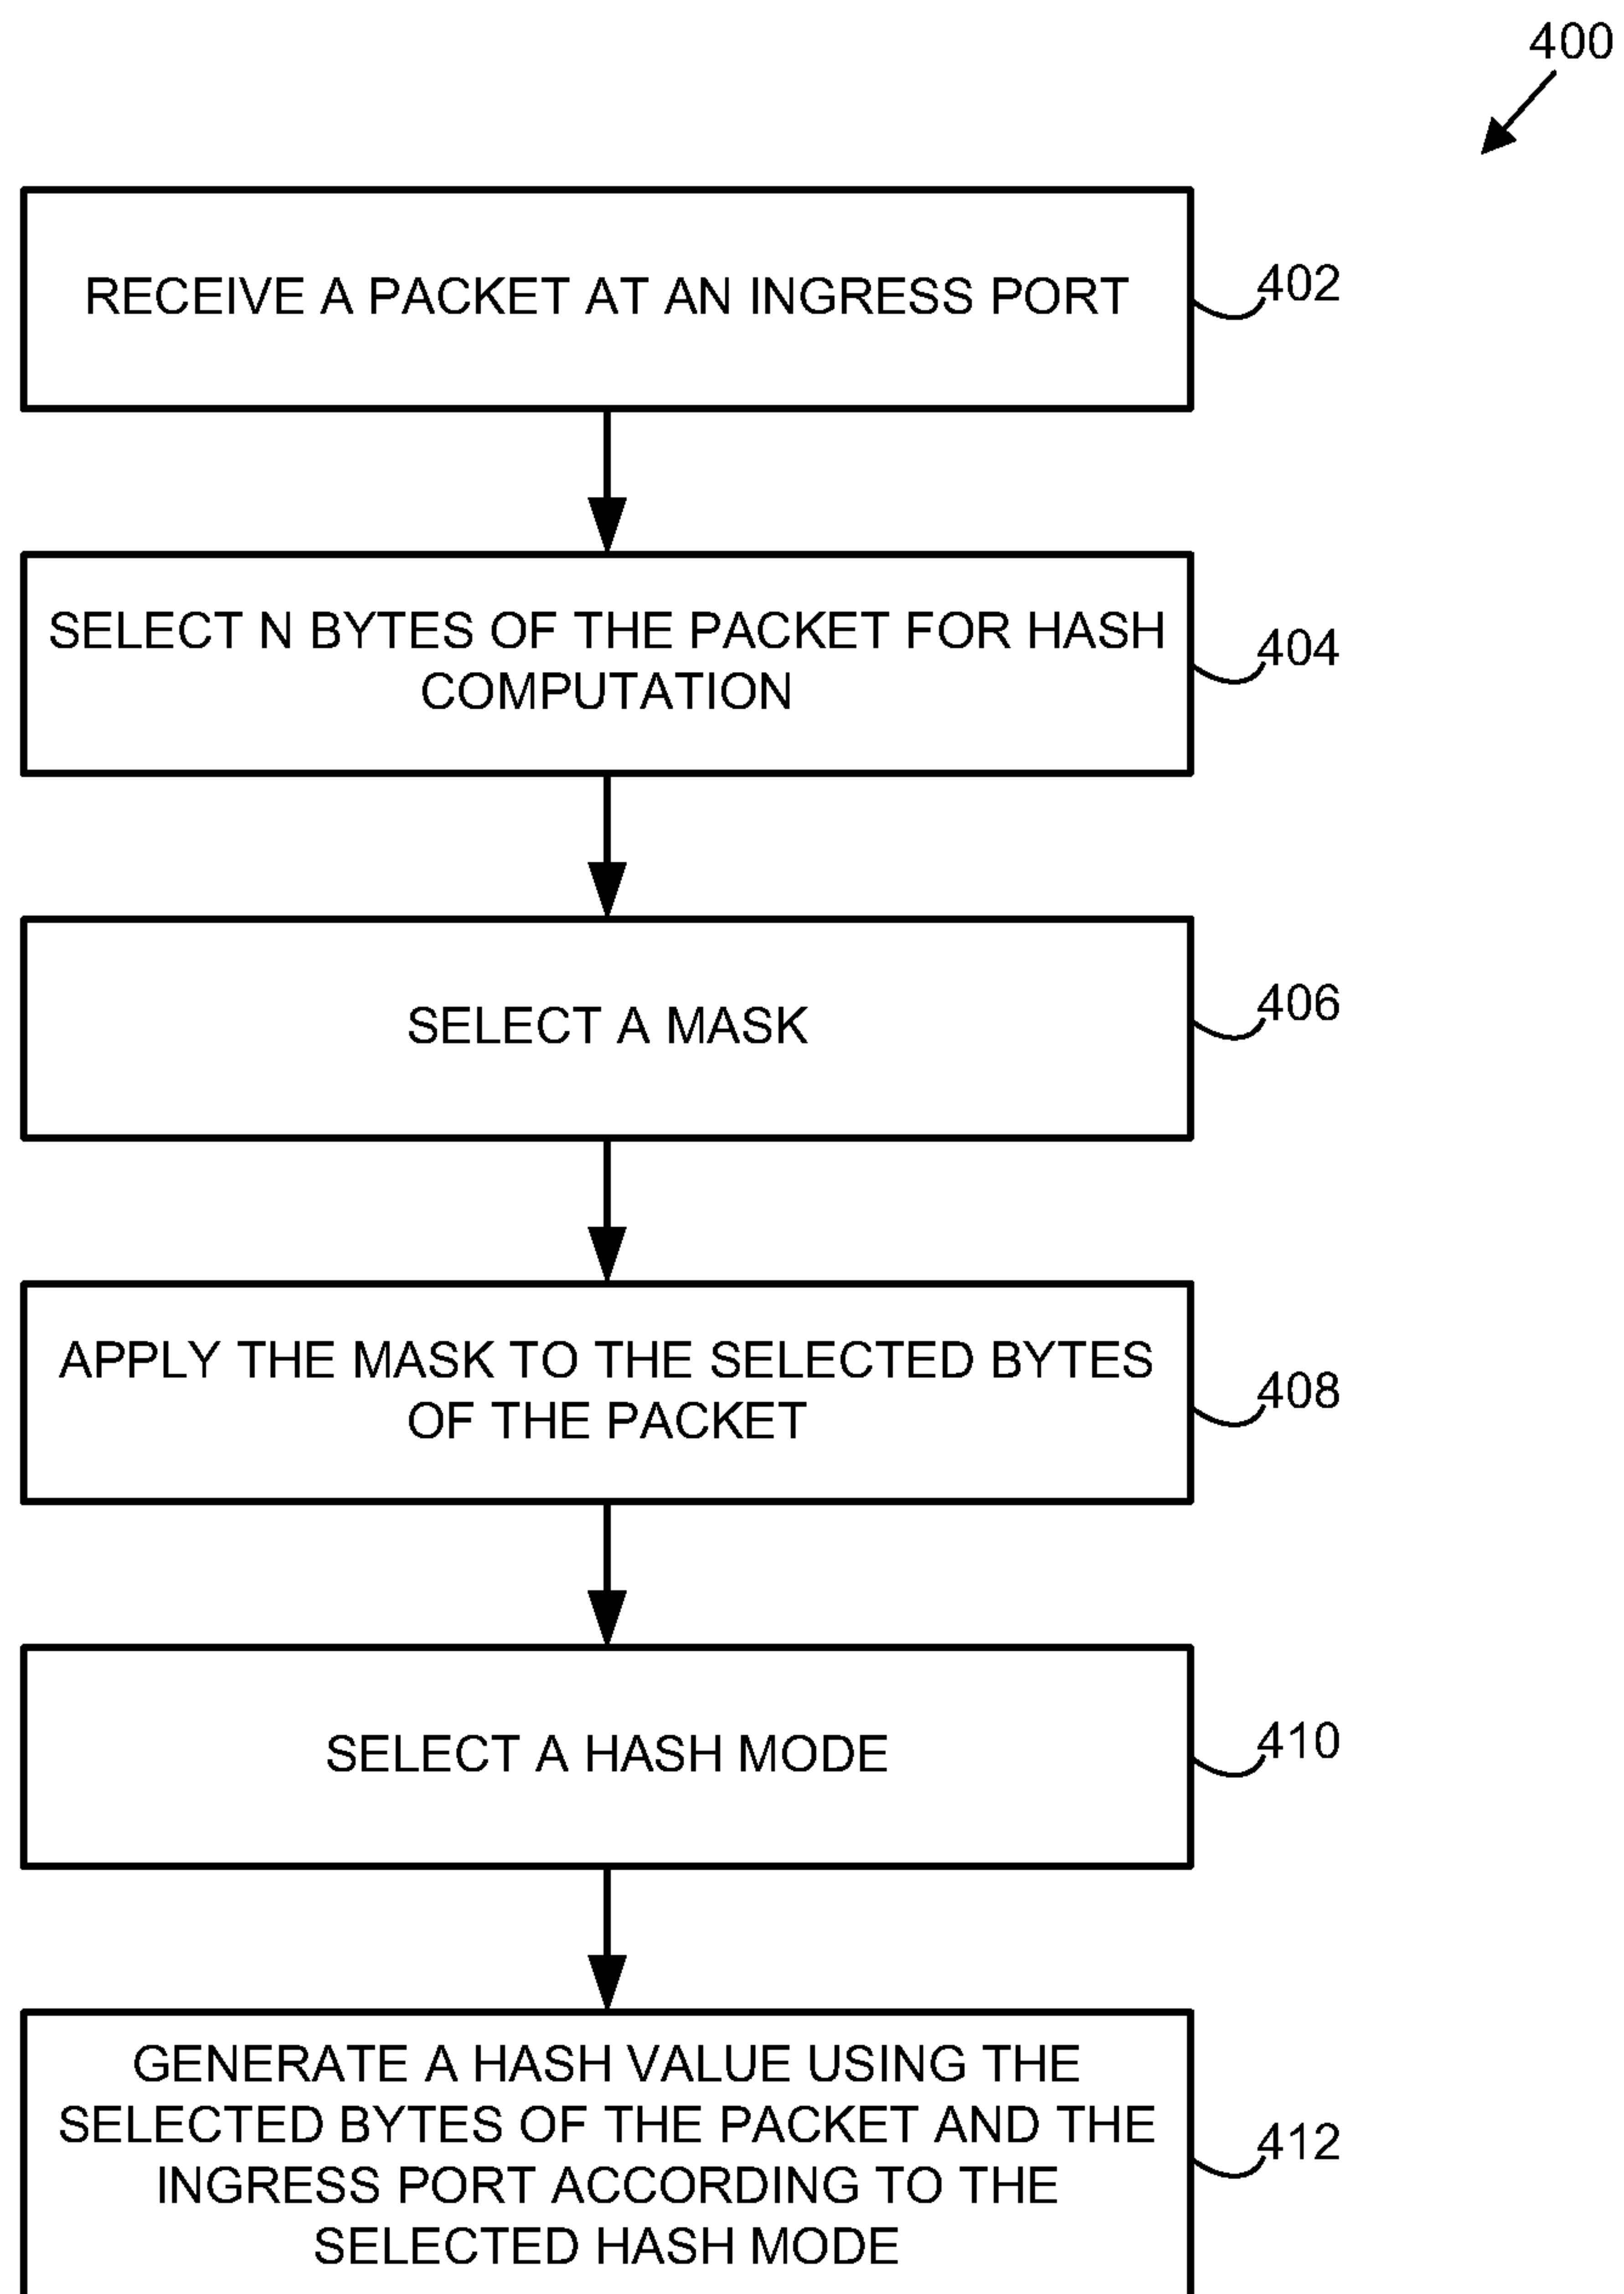 400
RECEIVE A PACKET AT AN INGRESS PORT
402
SELECT N BYTES OF THE PACKET FOR HASH
COMPUTATION
404
SELECT A MASK
406
APPLY THE MASK TO THE SELECTED BYTES
OF THE PACKET
408
SELECT A HASH MODE
410
GENERATE A HASH VALUE USING THE
SELECTED BYTES OF THE PACKET AND THE
INGRESS PORT ACCORDING TO THE
SELECTED HASH MODE
412